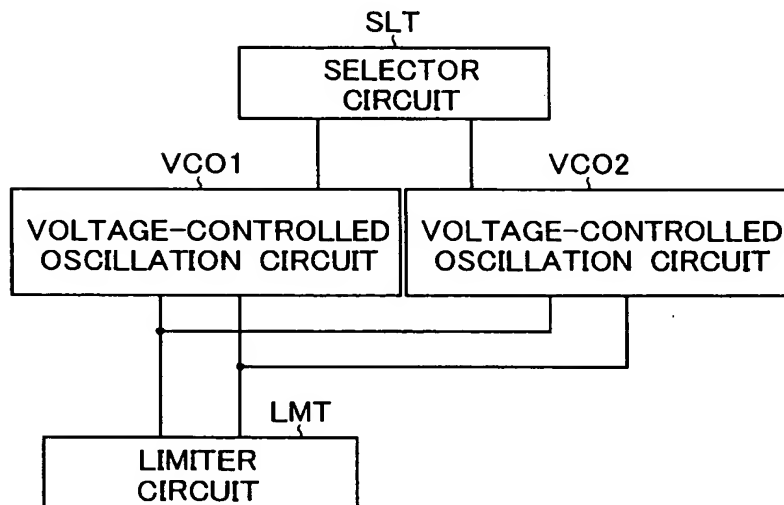 SLT
SELECTOR
CIRCUIT
VCO1
VCO2
VOLTAGE-CONTROLLED
OSCILLATION CIRCUIT
VOLTAGE-CONTROLLED
OSCILLATION CIRCUIT
LMT
LIMITER
CIRCUIT